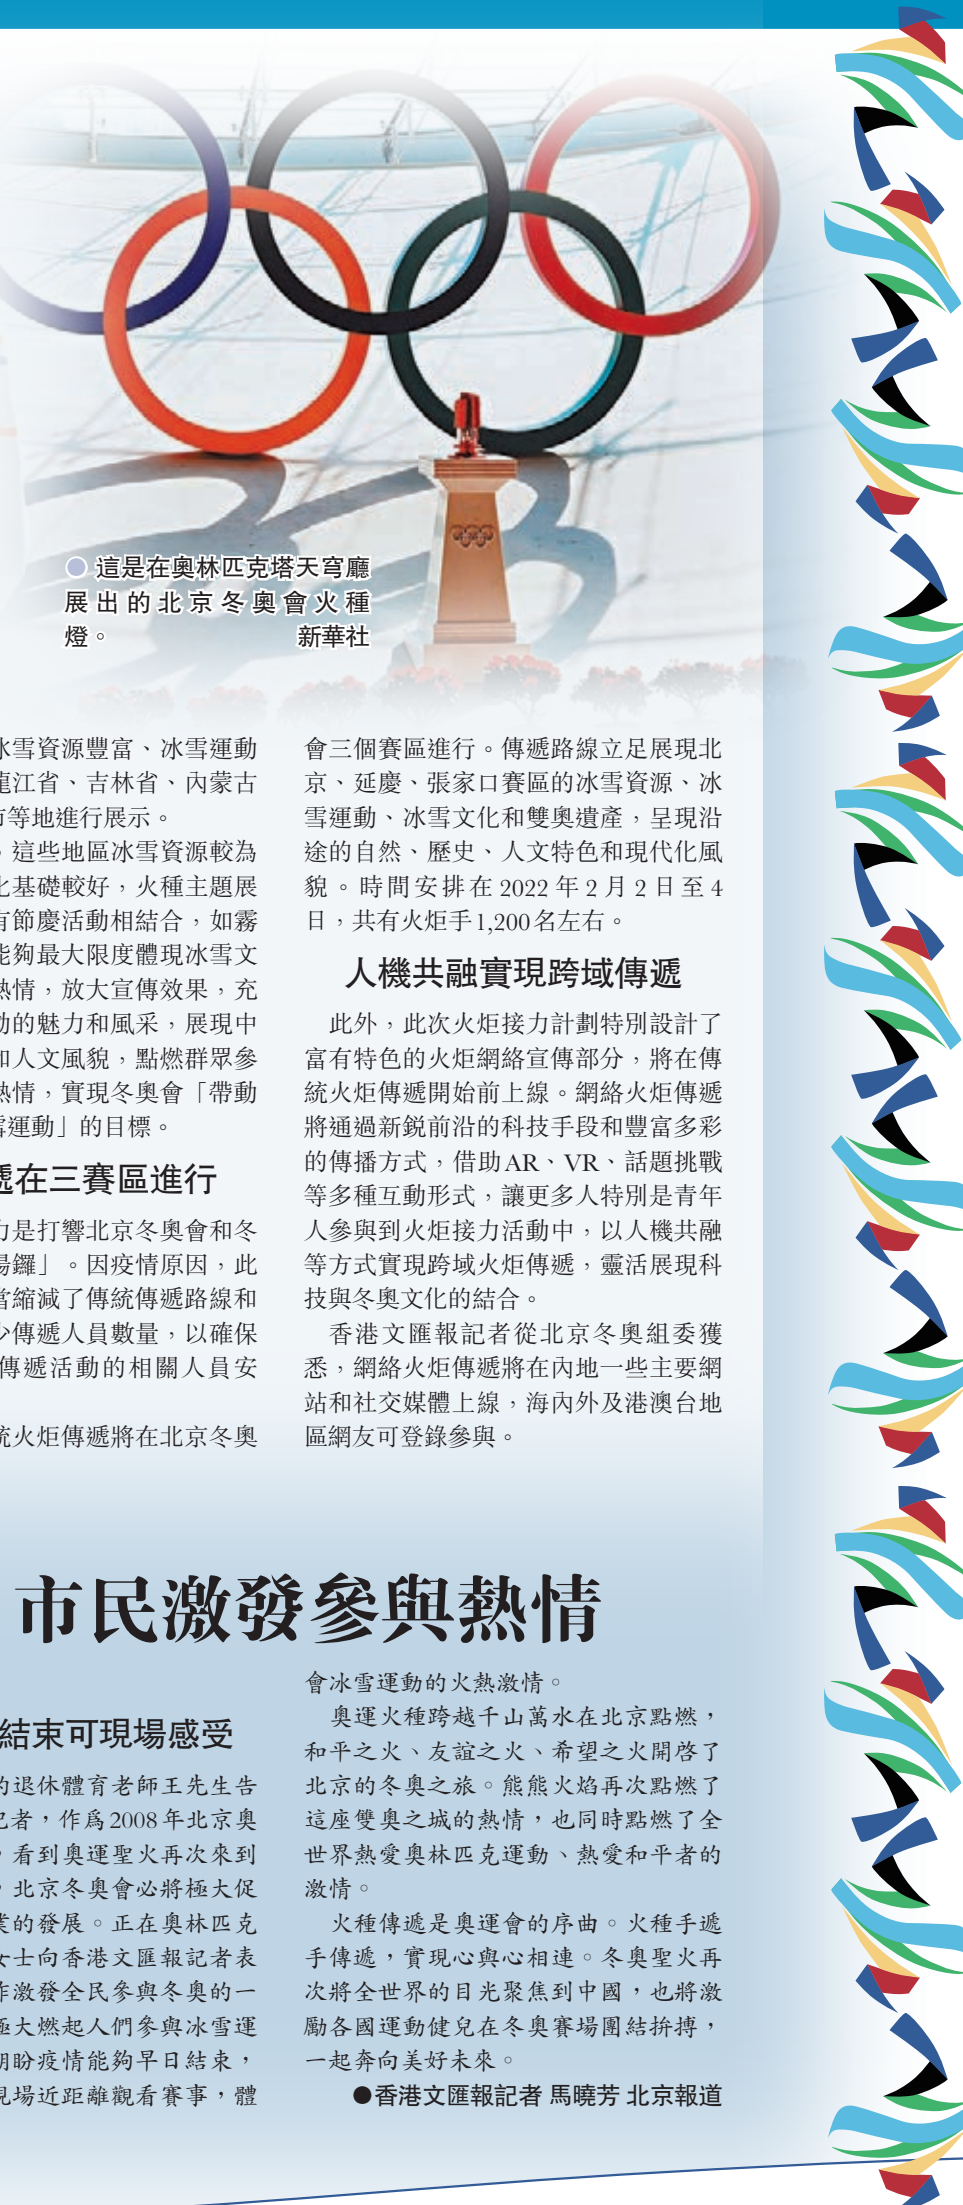 這是在奧林匹克塔天穹廳
展出的北京冬奧會火種
燈。 新華社
冰雪資源豐富、冰雪運動
龍江省、吉林省、內蒙古
市等地進行展示。
，這些地區冰雪資源較為
化基礎較好，火種主題展
有節慶活動相結合，如霧
能夠最大限度體現冰雪文
熱情，放大宣傳效果，充
動的魅力和風采，展現中
和人文風貌，點燃群眾參
熱情，實現冬奧會「帶動
雪運動」的目標。
遞在三賽區進行
力是打響北京冬奧會和冬
場鑼」。因疫情原因，此
當縮減了傳統傳遞路線和
少傳遞人員數量，以確保
傳遞活動的相關人員安
統火炬傳遞將在北京冬奧
會三個賽區進行。傳遞路線立足展現北
京、延慶、張家口賽區的冰雪資源、冰
雪運動、冰雪文化和雙奧遺產，呈現沿
途的自然、歷史、人文特色和現代化風
貌。時間安排在 2022 年 2 月 2 日至 4
日，共有火炬手1,200名左右。
人機共融實現跨域傳遞
此外，此次火炬接力計劃特別設計了
富有特色的火炬網絡宣傳部分，將在傳
統火炬傳遞開始前上線。網絡火炬傳遞
將通過新銳前沿的科技手段和豐富多彩
的傳播方式，借助AR、VR、話題挑戰
等多種互動形式，讓更多人特別是青年
人參與到火炬接力活動中，以人機共融
等方式實現跨域火炬傳遞，靈活展現科
技與冬奧文化的結合。
香港文匯報記者從北京冬奧組委獲
悉，網絡火炬傳遞將在內地一些主要網
站和社交媒體上線，海內外及港澳台地
區網友可登錄參與。
市民激發參與熱情
結束可現場感受
的退休體育老師王先生告
記者，作為2008年北京奧
，看到奧運聖火再次來到
，北京冬奧會必將極大促
業的發展。正在奧林匹克
女士向香港文匯報記者表
作激發全民參與冬奧的一
極大燃起人們參與冰雪運
期盼疫情能夠早日結束，
現場近距離觀看賽事，體
會冰雪運動的火熱激情。
奧運火種跨越千山萬水在北京點燃，
和平之火、友誼之火、希望之火開啓了
北京的冬奧之旅。熊熊火焰再次點燃了
這座雙奧之城的熱情，也同時點燃了全
世界熱愛奧林匹克運動、熱愛和平者的
激情。
火種傳遞是奧運會的序曲。火種手遞
手傳遞，實現心與心相連。冬奧聖火再
次將全世界的目光聚焦到中國，也將激
勵各國運動健兒在冬奧賽場團結拚搏，
一起奔向美好未來。
●香港文匯報記者 馬曉芳 北京報道